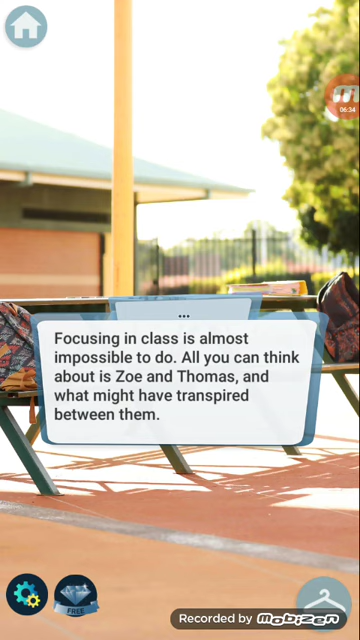 06:34
...
Focusing in class is almost
impossible to do. All you can think
about is Zoe and Thomas, and
what might have transpired
between them.
FREE
Recorded by Mobizen